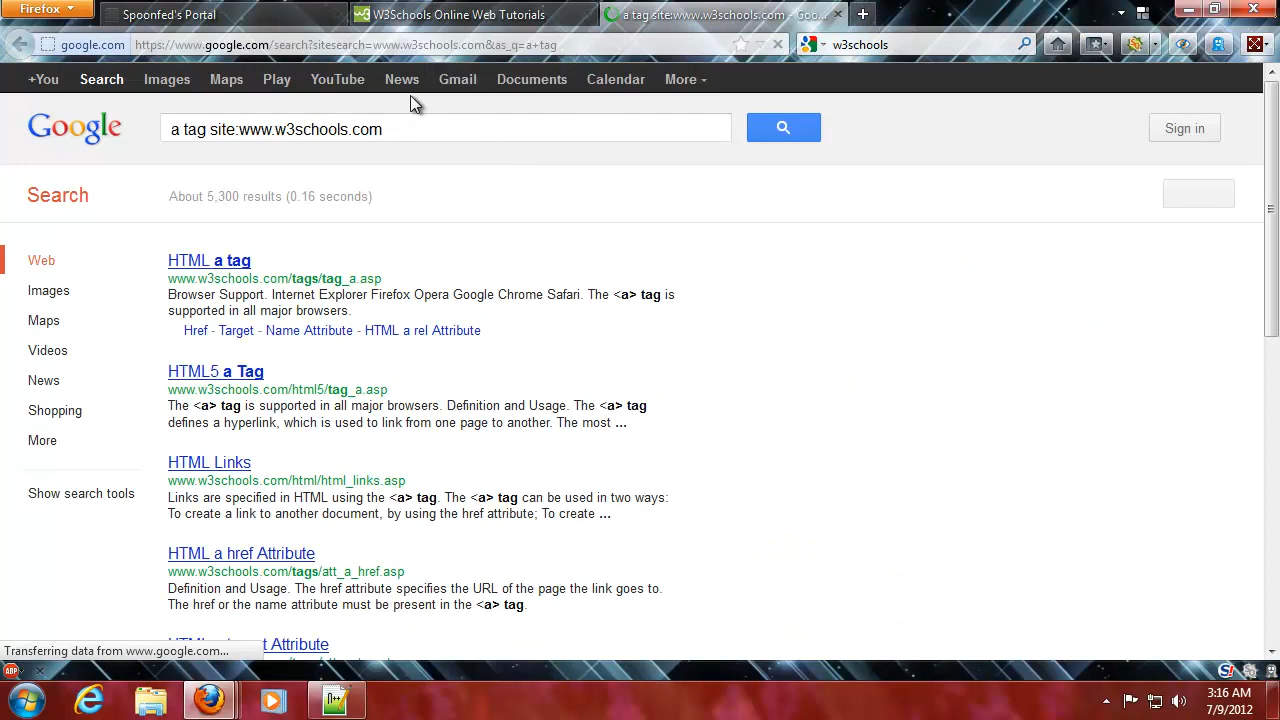 Firefox
Spoonfed's Portal
W3Schools Online Web Tutorials
a tag site:www.w3schools.com - Goo...
google.com
https://www.google.com/search?sitesearch=www.w3schools.com&as_q=a+tag
w3schools
+You Search Images Maps Play YouTube News Gmail Documents Calendar More
Google
a tag site:www.w3schools.com
Sign in
Search
About 5,300 results (0.16 seconds)
Web
Images
Maps
Videos
News
Shopping
More
Show search tools
HTML a tag
www.w3schools.com/tags/tag_a.asp
Browser Support. Internet Explorer Firefox Opera Google Chrome Safari. The <a> tag is
supported in all major browsers.
Href - Target - Name Attribute - HTML a rel Attribute
HTML5 a Tag
www.w3schools.com/html5/tag_a.asp
The <a> tag is supported in all major browsers. Definition and Usage. The <a> tag
defines a hyperlink, which is used to link from one page to another. The most ...
HTML Links
www.w3schools.com/html/html_links.asp
Links are specified in HTML using the <a> tag. The <a> tag can be used in two ways:
To create a link to another document, by using the href attribute; To create ...
HTML a href Attribute
www.w3schools.com/tags/att_a_href.asp
Definition and Usage. The href attribute specifies the URL of the page the link goes to.
The href or the name attribute must be present in the <a> tag.
Attribute
Transferring data from www.google.com...
ABP
3:16 AM
7/9/2012